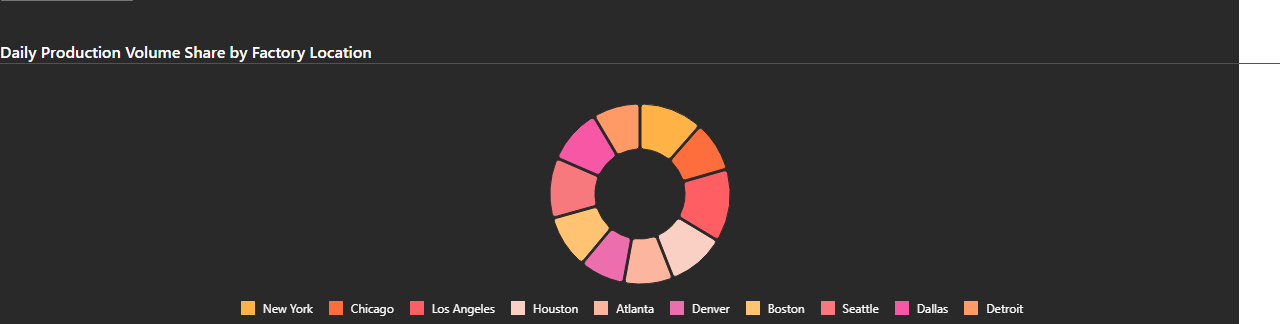 Daily Production Volume Share by Factory Location
New York Chicago Los Angeles Houston Atlanta Denver Boston Seattle Dallas Detroit